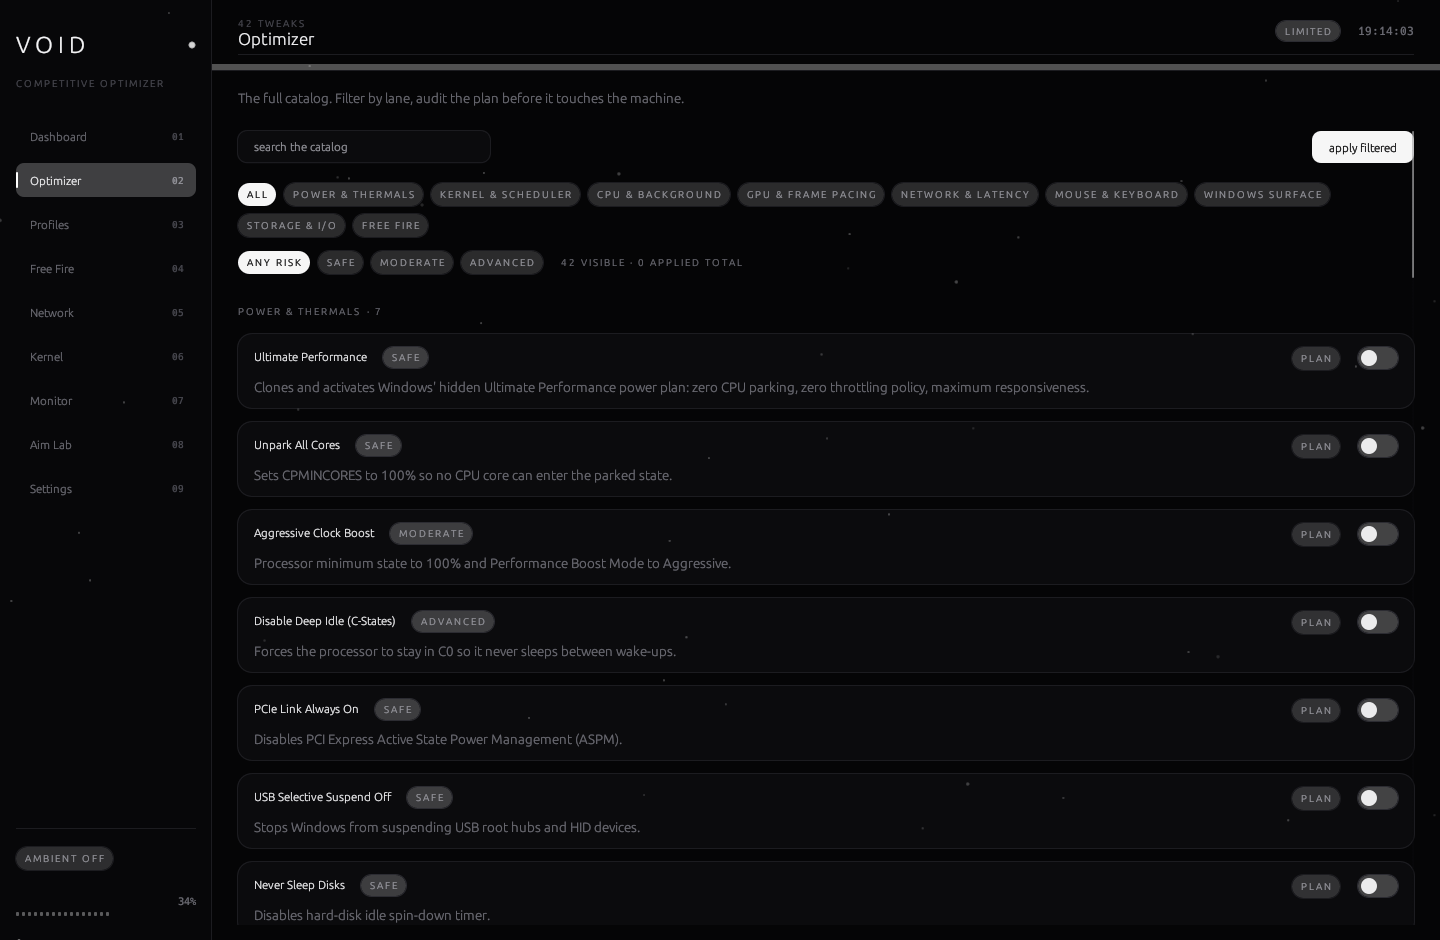 VOID
COMPETITIVE OPTIMIZER
Dashboard 01
Optimizer 02
Profiles 03
Free Fire 04
Network 05
Kernel 06
Monitor 07
Aim Lab 08
Settings 09
AMBIENT OFF
34%
42 TWEAKS
Optimizer
LIMITED 19:14:03
The full catalog. Filter by lane, audit the plan before it touches the machine.
search the catalog
apply filtered
ALL POWER & THERMALS KERNEL & SCHEDULER CPU & BACKGROUND GPU & FRAME PACING NETWORK & LATENCY MOUSE & KEYBOARD WINDOWS SURFACE
STORAGE & I/O FREE FIRE
ANY RISK SAFE MODERATE ADVANCED 42 VISIBLE · 0 APPLIED TOTAL
POWER & THERMALS · 7
Ultimate Performance SAFE PLAN
Clones and activates Windows' hidden Ultimate Performance power plan: zero CPU parking, zero throttling policy, maximum responsiveness.
Unpark All Cores SAFE PLAN
Sets CPMINCORES to 100% so no CPU core can enter the parked state.
Aggressive Clock Boost MODERATE PLAN
Processor minimum state to 100% and Performance Boost Mode to Aggressive.
Disable Deep Idle (C-States) ADVANCED PLAN
Forces the processor to stay in C0 so it never sleeps between wake-ups.
PCIe Link Always On SAFE PLAN
Disables PCI Express Active State Power Management (ASPM).
USB Selective Suspend Off SAFE PLAN
Stops Windows from suspending USB root hubs and HID devices.
Never Sleep Disks SAFE PLAN
Disables hard-disk idle spin-down timer.